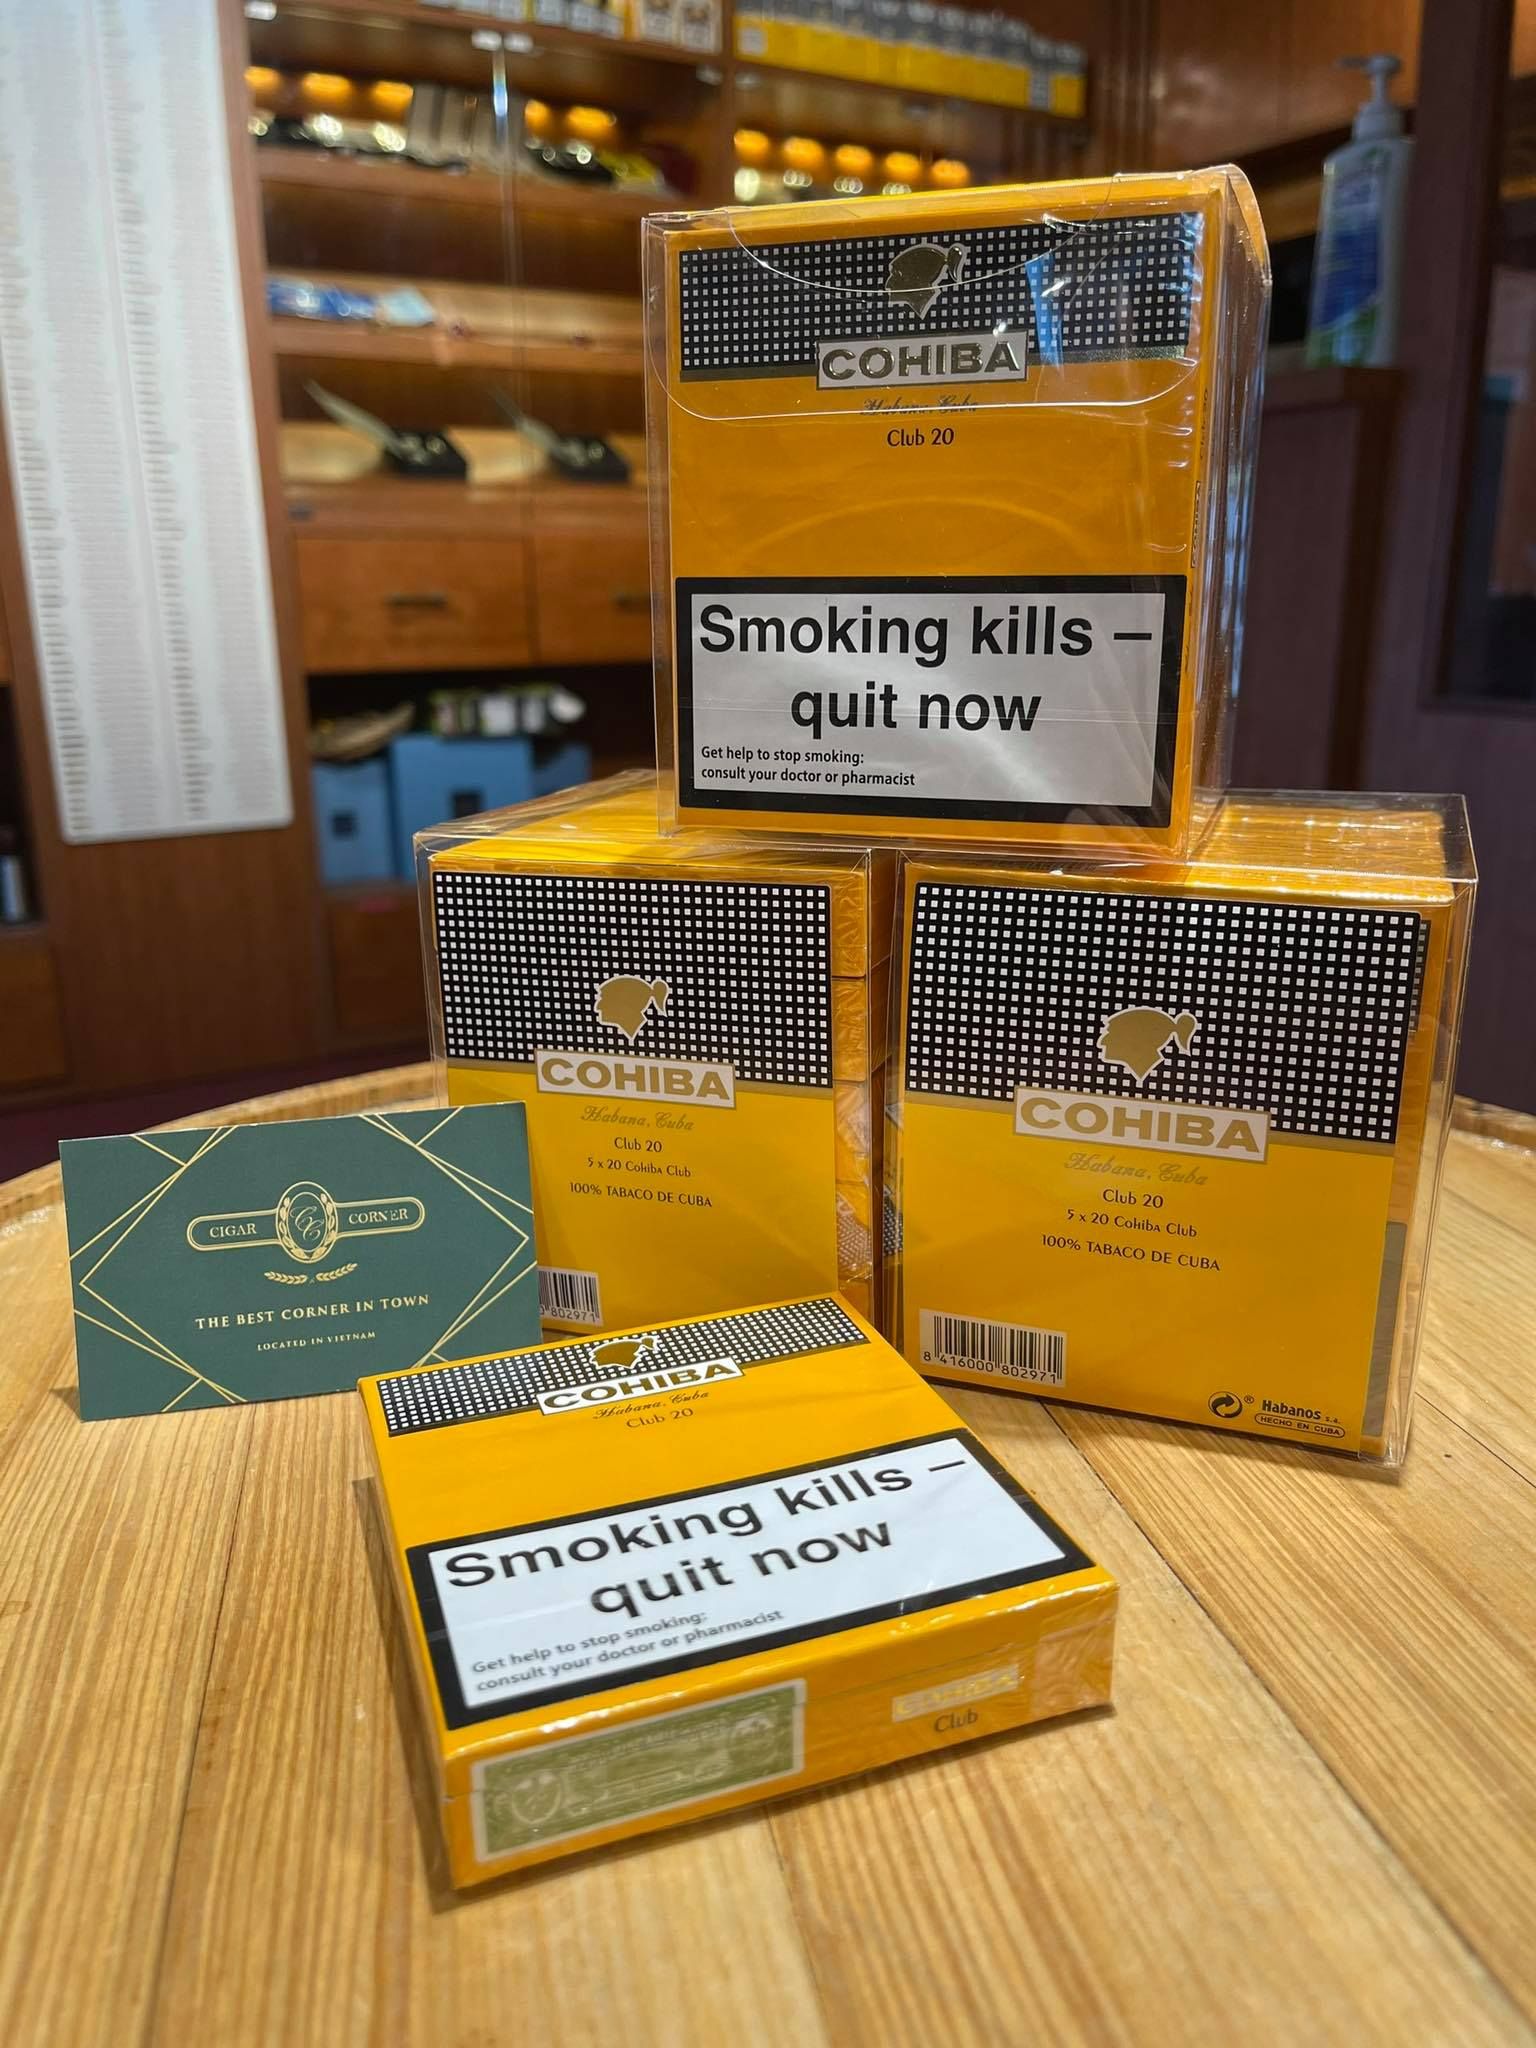 COHIBA
Habana, Cuba
Club 20
Smoking kills –
quit now
Get help to stop smoking:
consult your doctor or pharmacist
COHIBA
Habana, Cuba
Club 20
5 x 20 Cohiba Club
100% TABACO DE CUBA
802971
COHIBA
Habana, Cuba
Club 20
5 x 20 Cohiba Club
100% TABACO DE CUBA
8 416000 802971
® Habanos s.a.
HECHO EN CUBA
CIGAR CC CORNER
THE BEST CORNER IN TOWN
LOCATED IN VIETNAM
COHIBA
Habana, Cuba
Club 20
Smoking kills –
quit now
Get help to stop smoking:
consult your doctor or pharmacist
COHIBA
Club